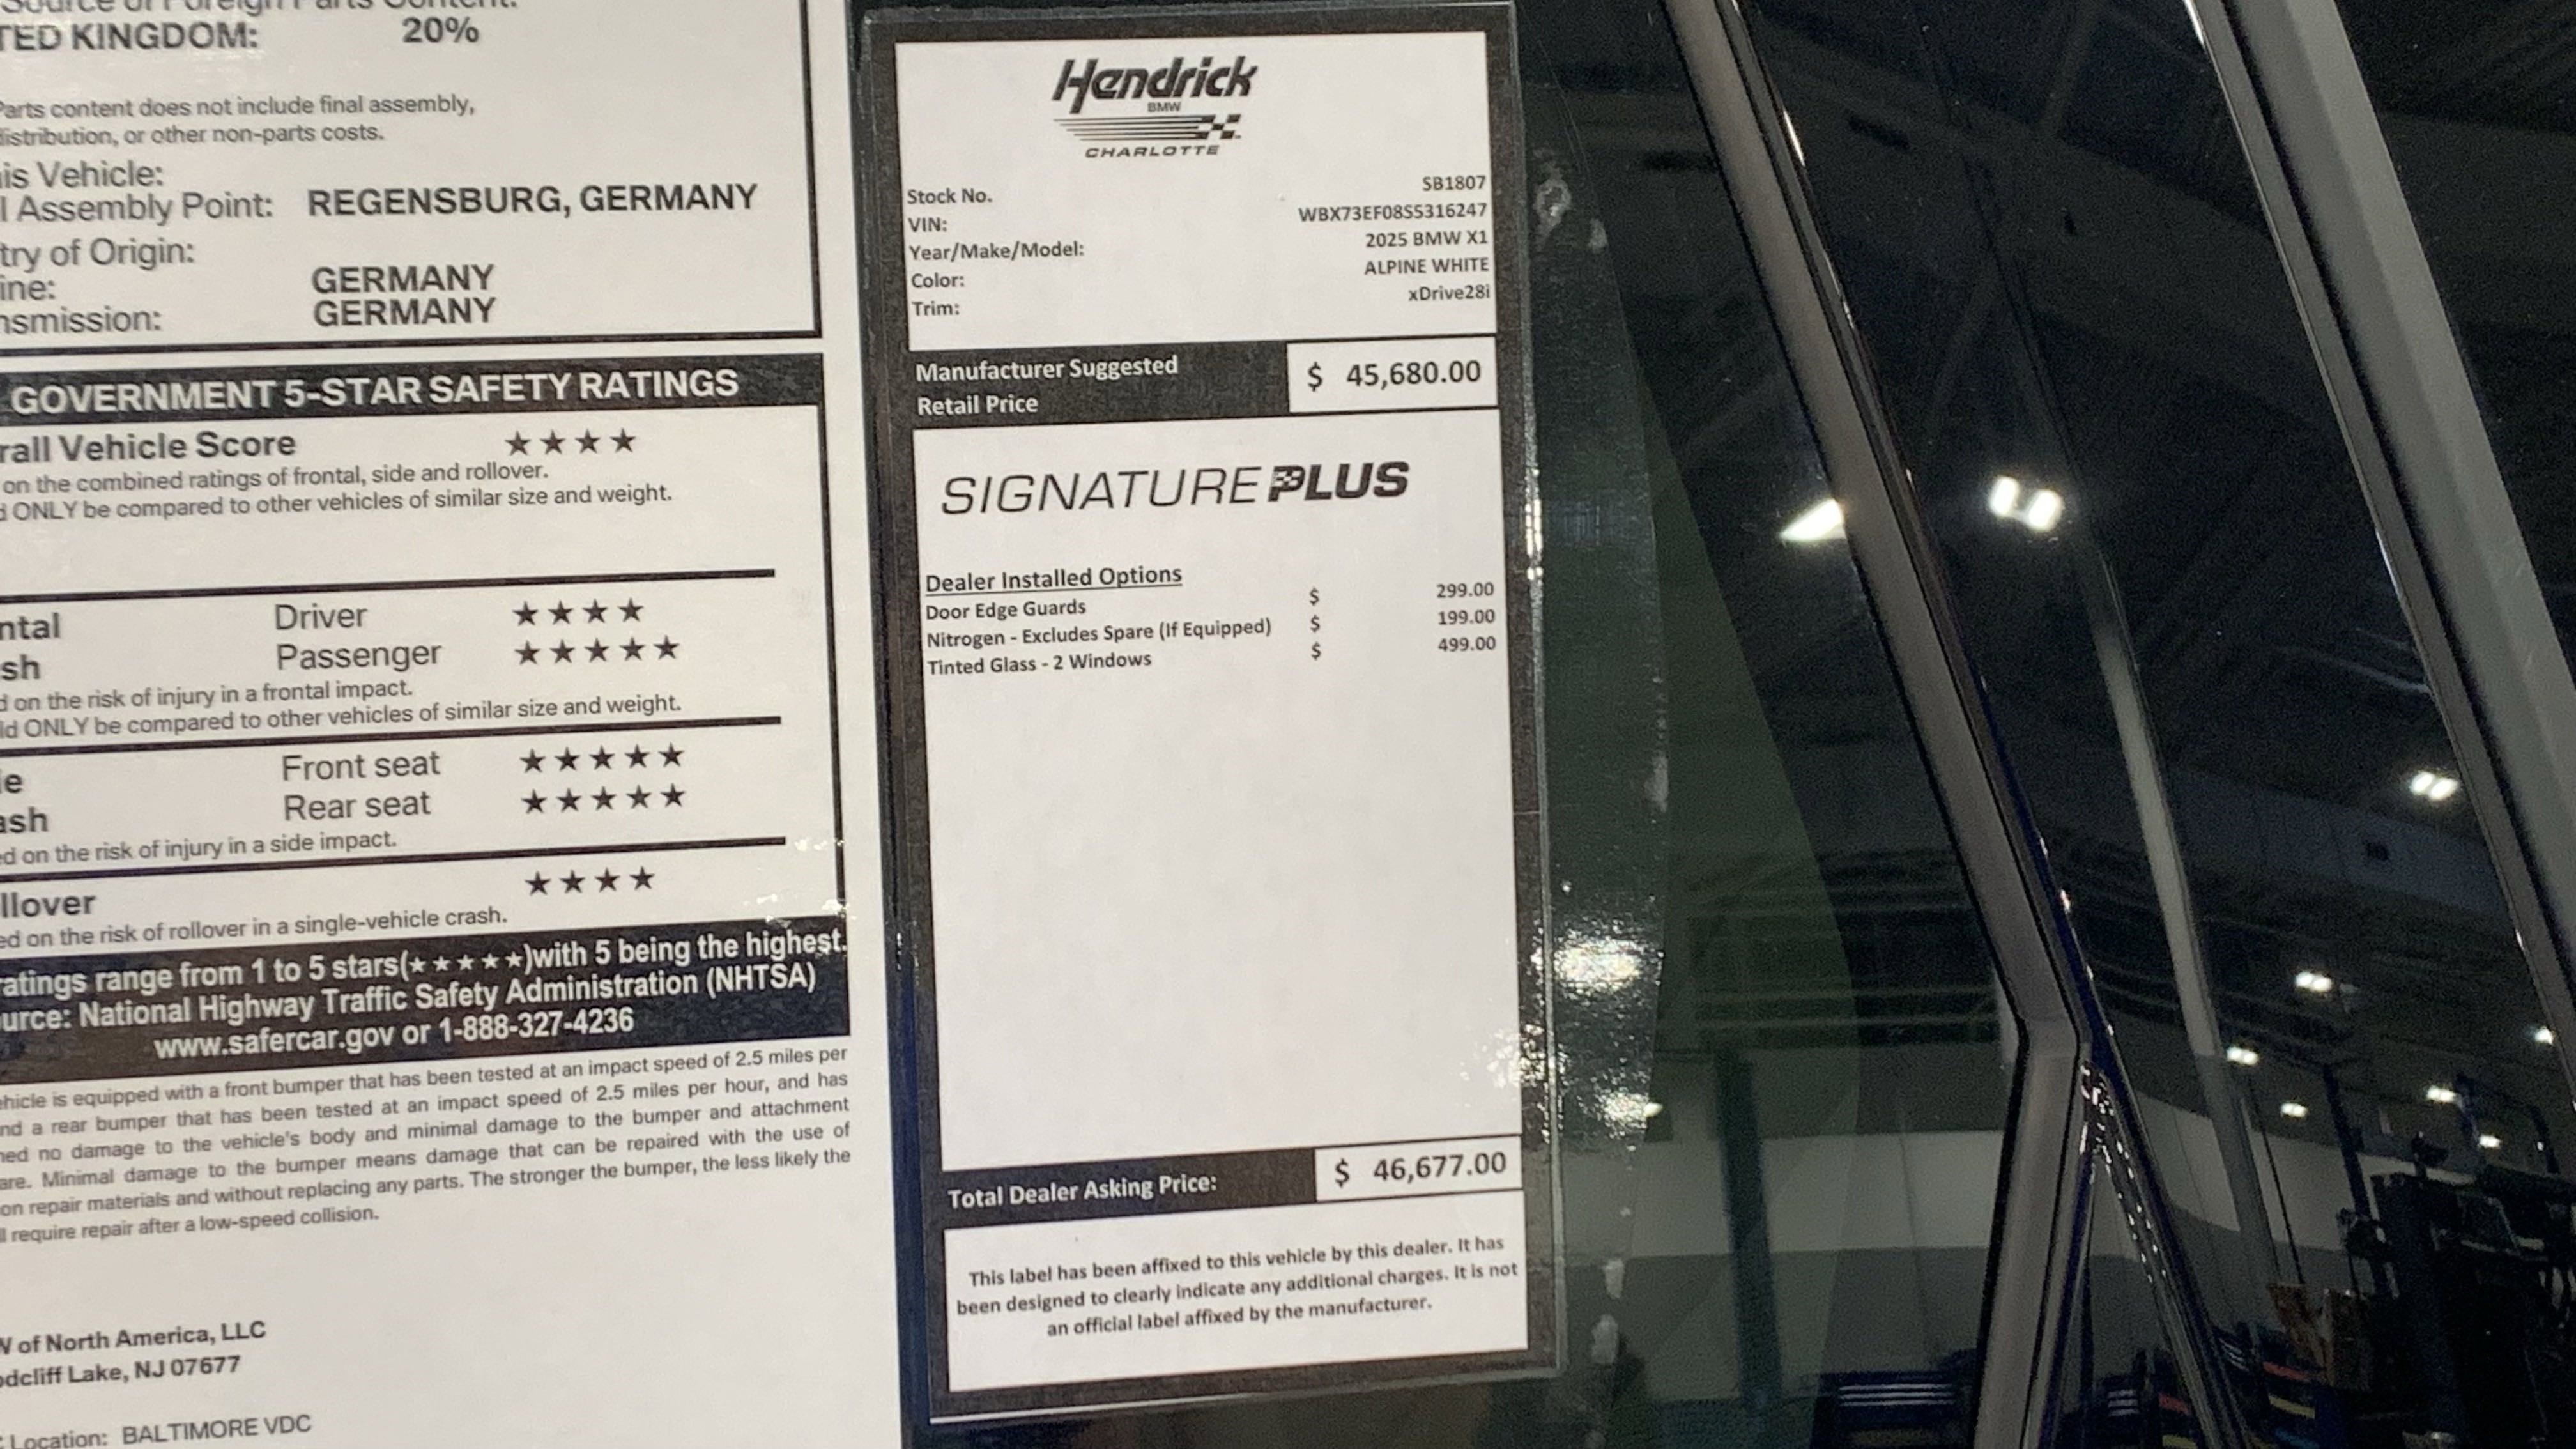 TED KINGDOM: 20%
Parts content does not include final assembly,
distribution, or other non-parts costs.
is Vehicle:
l Assembly Point: REGENSBURG, GERMANY
try of Origin:
ine: GERMANY
nsmission: GERMANY
GOVERNMENT 5-STAR SAFETY RATINGS
rall Vehicle Score ★★★★
on the combined ratings of frontal, side and rollover.
d ONLY be compared to other vehicles of similar size and weight.
ntal Driver ★★★★
sh Passenger ★★★★★
d on the risk of injury in a frontal impact.
ld ONLY be compared to other vehicles of similar size and weight.
e Front seat ★★★★★
ash Rear seat ★★★★★
ed on the risk of injury in a side impact.
llover ★★★★
ed on the risk of rollover in a single-vehicle crash.
ratings range from 1 to 5 stars(★★★★★)with 5 being the highest.
urce: National Highway Traffic Safety Administration (NHTSA)
www.safercar.gov or 1-888-327-4236
ehicle is equipped with a front bumper that has been tested at an impact speed of 2.5 miles per
nd a rear bumper that has been tested at an impact speed of 2.5 miles per hour, and has
ned no damage to the vehicle's body and minimal damage to the bumper and attachment
are. Minimal damage to the bumper means damage that can be repaired with the use of
on repair materials and without replacing any parts. The stronger the bumper, the less likely the
ll require repair after a low-speed collision.
W of North America, LLC
odcliff Lake, NJ 07677
Location: BALTIMORE VDC
Hendrick
BMW
CHARLOTTE
Stock No. SB1807
VIN: WBX73EF08S5316247
Year/Make/Model: 2025 BMW X1
Color: ALPINE WHITE
Trim: xDrive28i
Manufacturer Suggested
Retail Price $ 45,680.00
SIGNATURE PLUS
Dealer Installed Options
Door Edge Guards $ 299.00
Nitrogen - Excludes Spare (If Equipped) $ 199.00
Tinted Glass - 2 Windows $ 499.00
Total Dealer Asking Price: $ 46,677.00
This label has been affixed to this vehicle by this dealer. It has
been designed to clearly indicate any additional charges. It is not
an official label affixed by the manufacturer.